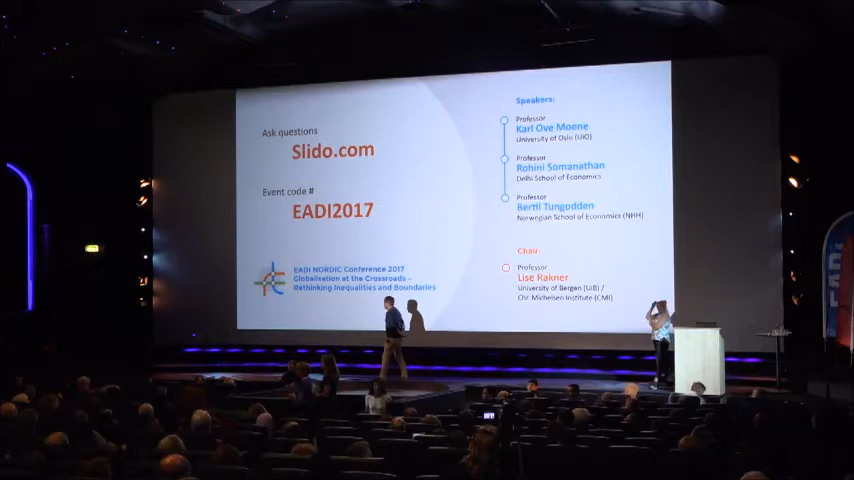 Ask questions
Slido.com
Event code #
EADI2017
EADI NORDIC Conference 2017
Globalisation at the Crossroads –
Rethinking Inequalities and Boundaries
Speakers:
Professor
Karl Ove Moene
University of Oslo (UiO)
Professor
Rohini Somanathan
Delhi School of Economics
Professor
Bertil Tungodden
Norwegian School of Economics (NHH)
Chair:
Professor
Lise Rakner
University of Bergen (UiB) /
Chr. Michelsen Institute (CMI)
EADI